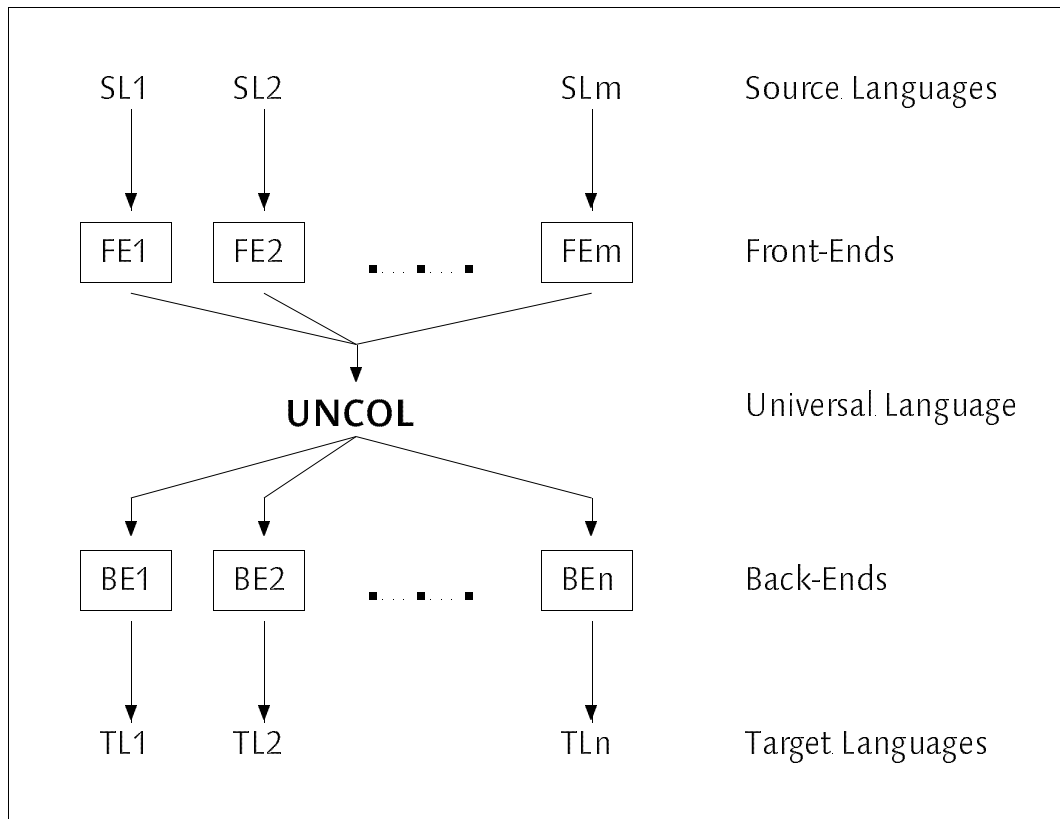 SL1 SL2 SLm Source Languages
FE1 FE2 FEm Front-Ends
UNCOL Universal Language
BE1 BE2 BEn Back-Ends
TL1 TL2 TLn Target Languages